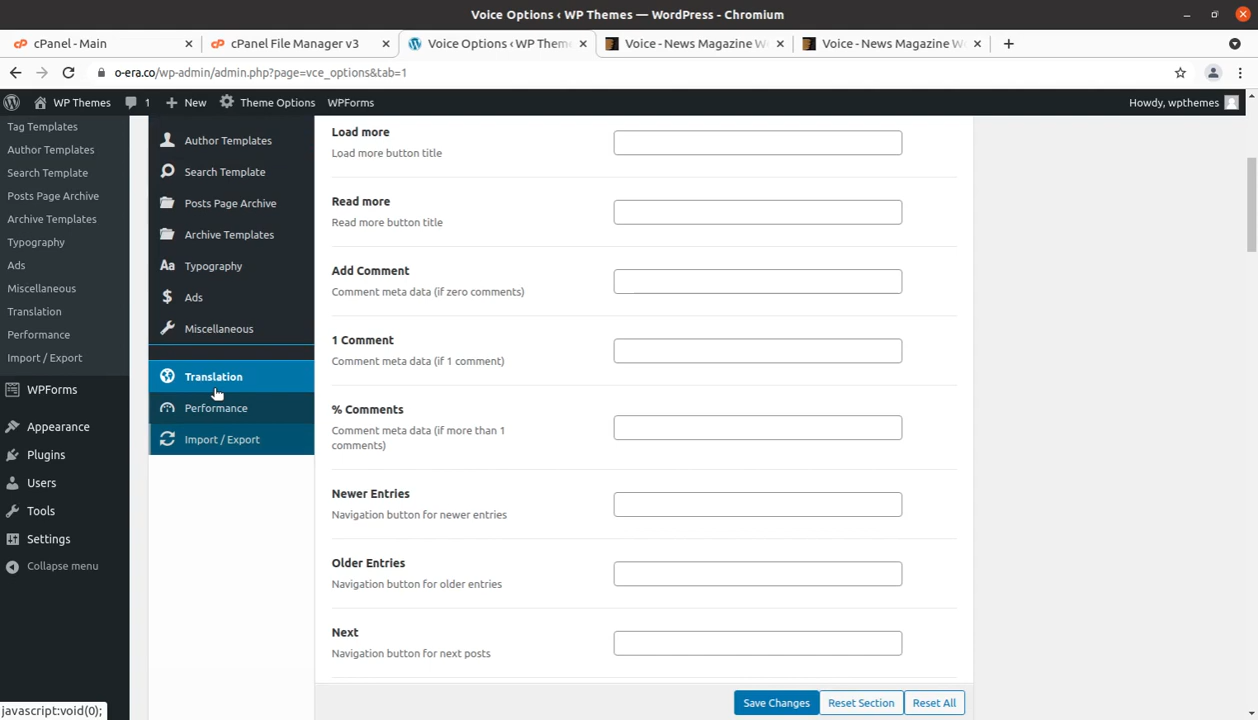 Voice Options ‹ WP Themes — WordPress - Chromium
cPanel - Main
cPanel File Manager v3
Voice Options ‹ WP Them
Voice - News Magazine W
Voice - News Magazine W
o-era.co/wp-admin/admin.php?page=vce_options&tab=1
WP Themes
1
New
Theme Options
WPForms
Howdy, wpthemes
Tag Templates
Author Templates
Search Template
Posts Page Archive
Archive Templates
Typography
Ads
Miscellaneous
Translation
Performance
Import / Export
WPForms
Appearance
Plugins
Users
Tools
Settings
Collapse menu
Author Templates
Search Template
Posts Page Archive
Archive Templates
Aa Typography
$ Ads
Miscellaneous
Translation
Performance
Import / Export
Load more
Load more button title
Read more
Read more button title
Add Comment
Comment meta data (if zero comments)
1 Comment
Comment meta data (if 1 comment)
% Comments
Comment meta data (if more than 1
comments)
Newer Entries
Navigation button for newer entries
Older Entries
Navigation button for older entries
Next
Navigation button for next posts
Save Changes
Reset Section
Reset All
javascript:void(0);